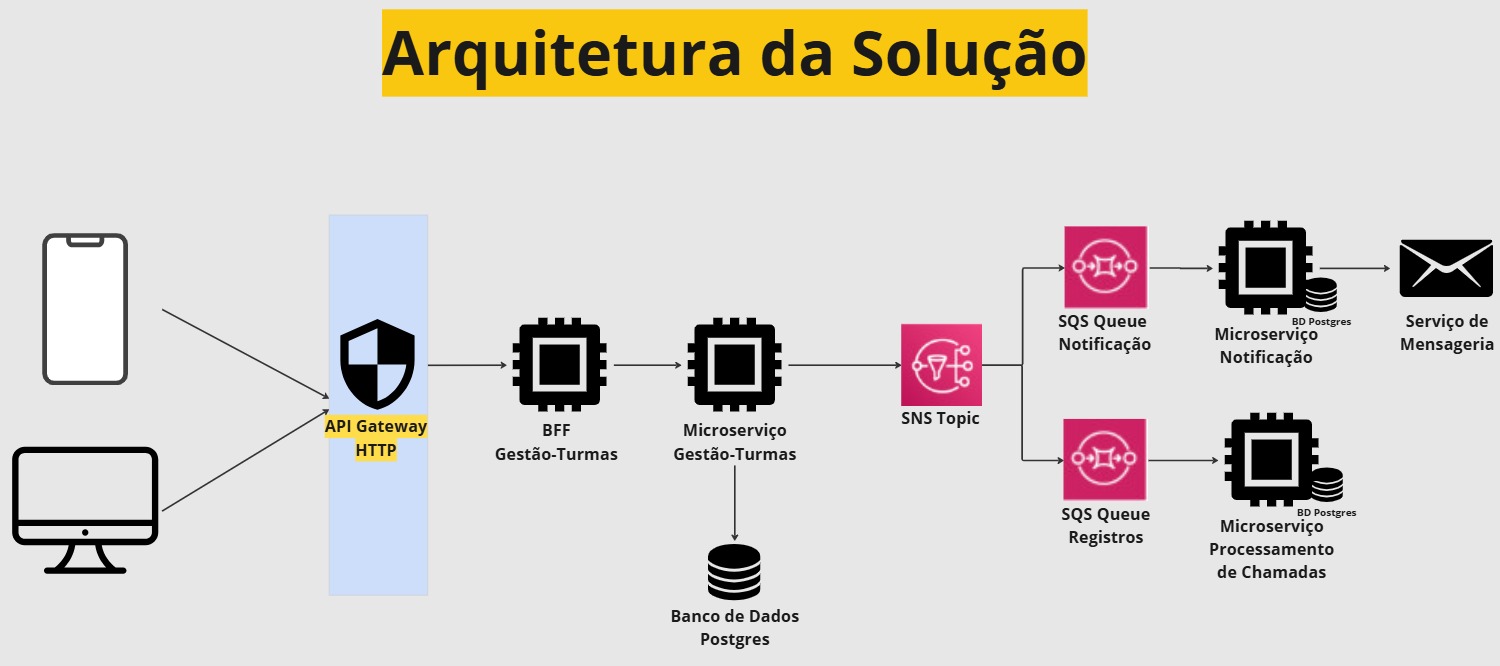 Arquitetura da Solução
API Gateway
HTTP
BFF
Gestão-Turmas
Microserviço
Gestão-Turmas
Banco de Dados
Postgres
SNS Topic
SQS Queue
Notificação
BD Postgres
Microserviço
Notificação
Serviço de
Mensageria
SQS Queue
Registros
BD Postgres
Microserviço
Processamento
de Chamadas